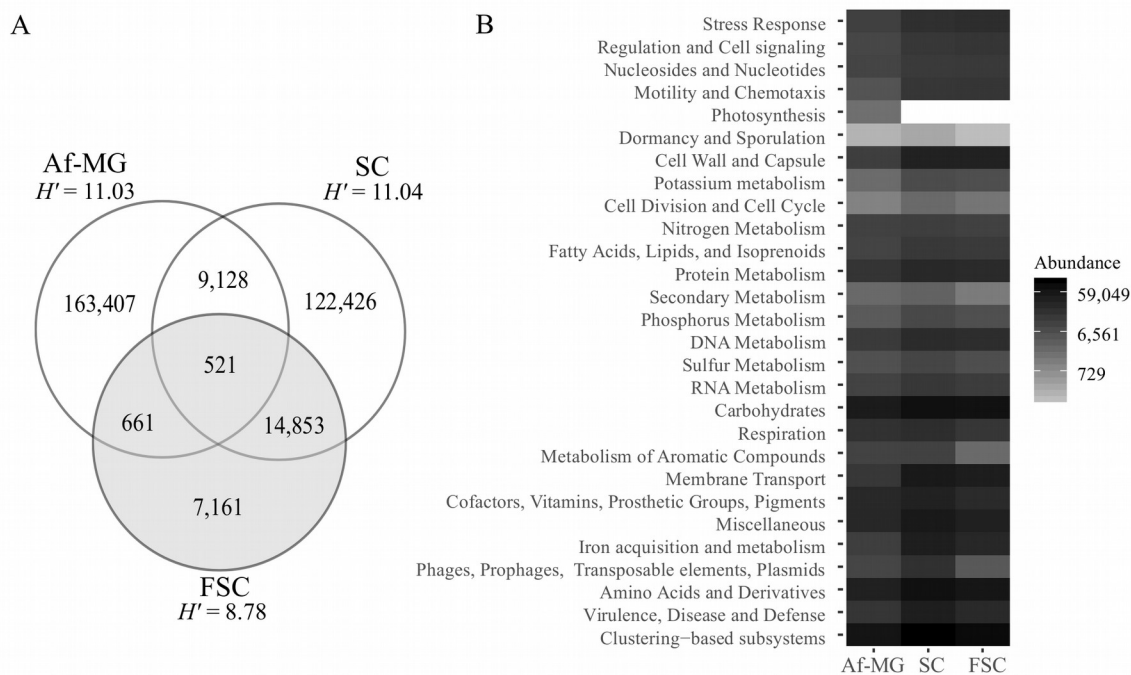 A
Af-MG
H′ = 11.03
SC
H′ = 11.04
163,407
9,128
122,426
521
661
14,853
7,161
FSC
H′ = 8.78
B
Stress Response
Regulation and Cell signaling
Nucleosides and Nucleotides
Motility and Chemotaxis
Photosynthesis
Dormancy and Sporulation
Cell Wall and Capsule
Potassium metabolism
Cell Division and Cell Cycle
Nitrogen Metabolism
Fatty Acids, Lipids, and Isoprenoids
Protein Metabolism
Secondary Metabolism
Phosphorus Metabolism
DNA Metabolism
Sulfur Metabolism
RNA Metabolism
Carbohydrates
Respiration
Metabolism of Aromatic Compounds
Membrane Transport
Cofactors, Vitamins, Prosthetic Groups, Pigments
Miscellaneous
Iron acquisition and metabolism
Phages, Prophages, Transposable elements, Plasmids
Amino Acids and Derivatives
Virulence, Disease and Defense
Clustering−based subsystems
Af-MG SC FSC
Abundance
59,049
6,561
729